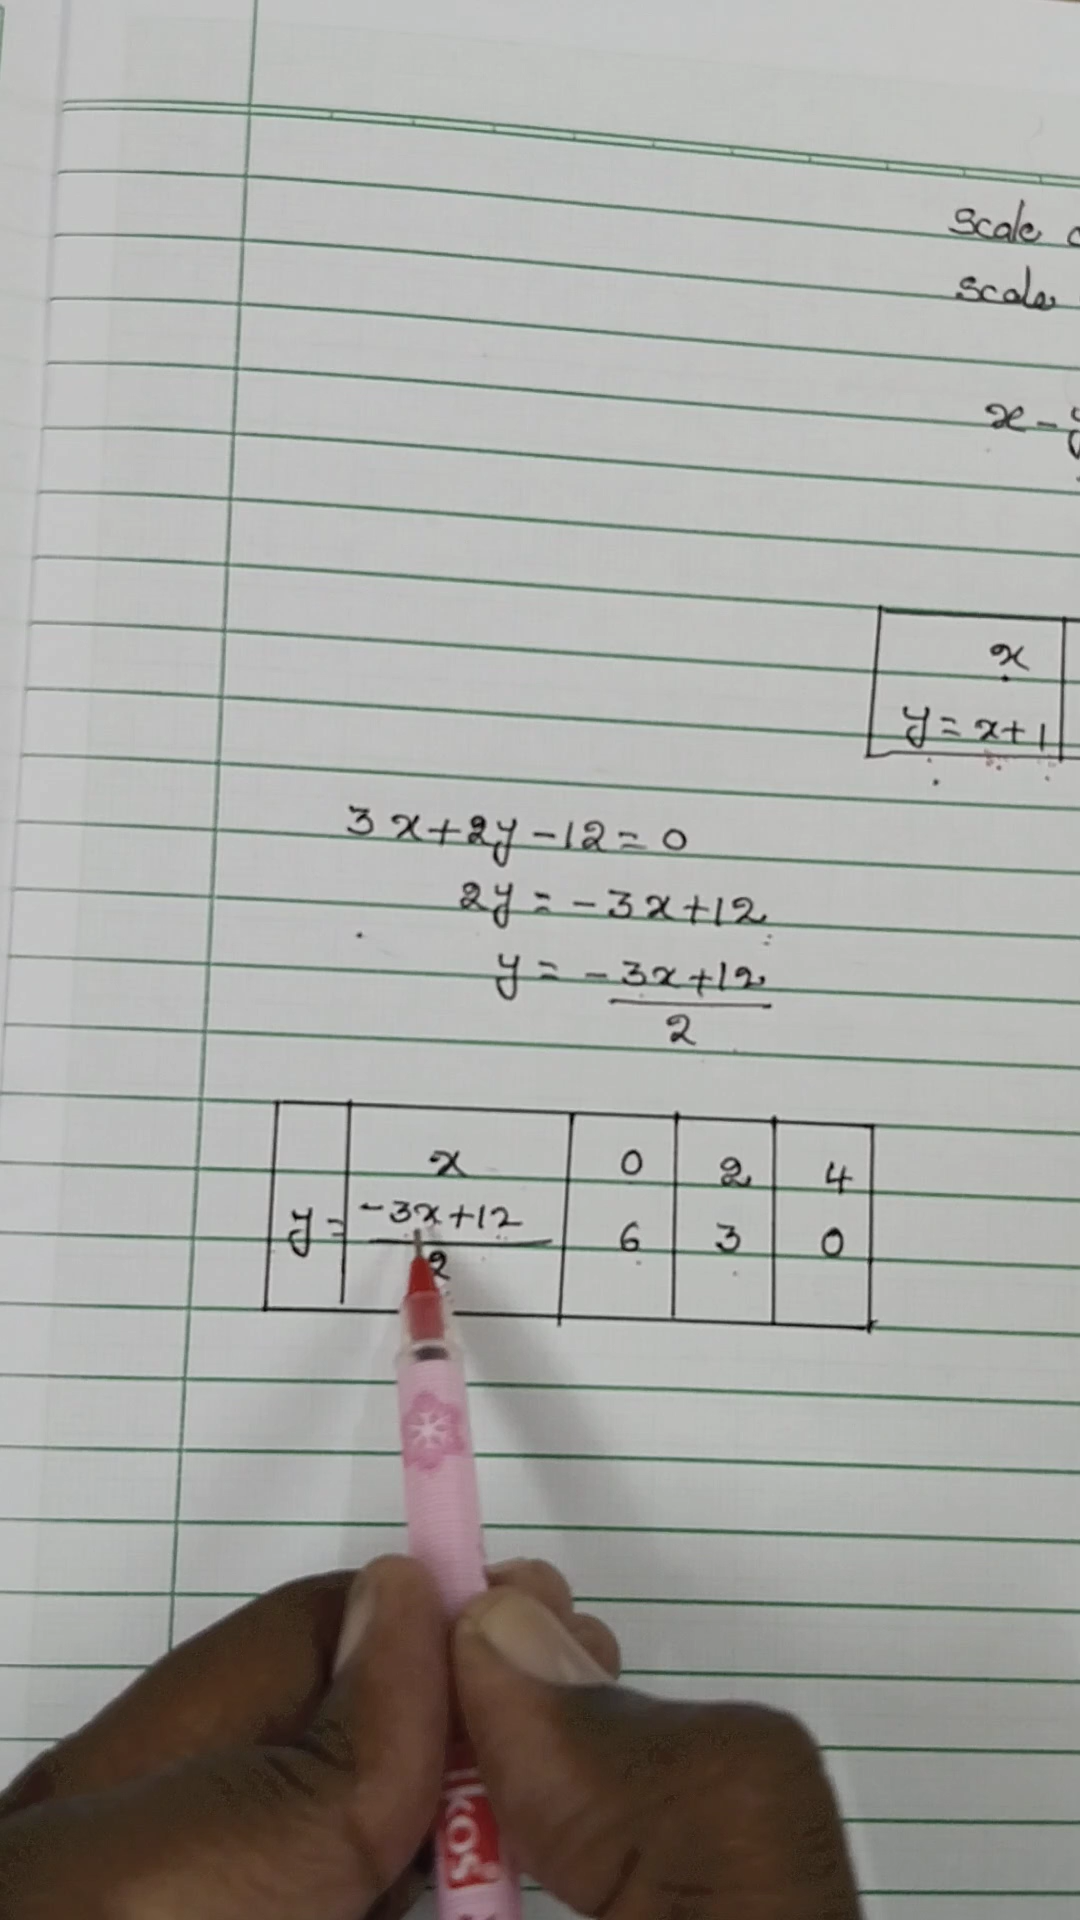 scale
scale
x -
x
y = x+1
3x+2y-12=0
2y = -3x+12
y = -3x+12
2
x 0 2 4
y = -3x+12 6 3 0
2